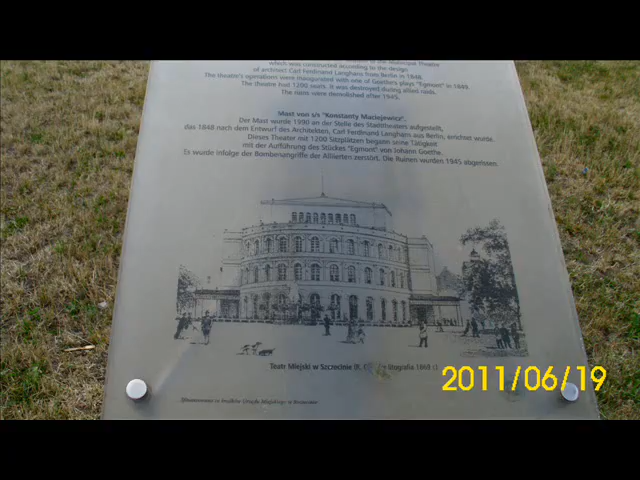 which was constructed according to the design
of architect Carl Ferdinand Langhans from Berlin in 1848.
The theatre's operations were inaugurated with one of Goethe's plays "Egmont" in 1849.
The theatre had 1200 seats. It was destroyed during allied raids.
The ruins were demolished after 1945.
Mast von s/s "Konstanty Maciejewicz".
Der Mast wurde 1990 an der Stelle des Stadttheaters aufgestellt,
das 1848 nach dem Entwurf des Architekten, Carl Ferdinand Langhans aus Berlin, errichtet wurde.
Dieses Theater mit 1200 Sitzplätzen begann seine Tätigkeit
mit der Aufführung des Stückes "Egmont" von Johann Goethe.
Es wurde infolge der Bombenangriffe der Alliierten zerstört. Die Ruinen wurden 1945 abgerissen.
Teatr Miejski w Szczecinie litografia 1869
2011/06/19